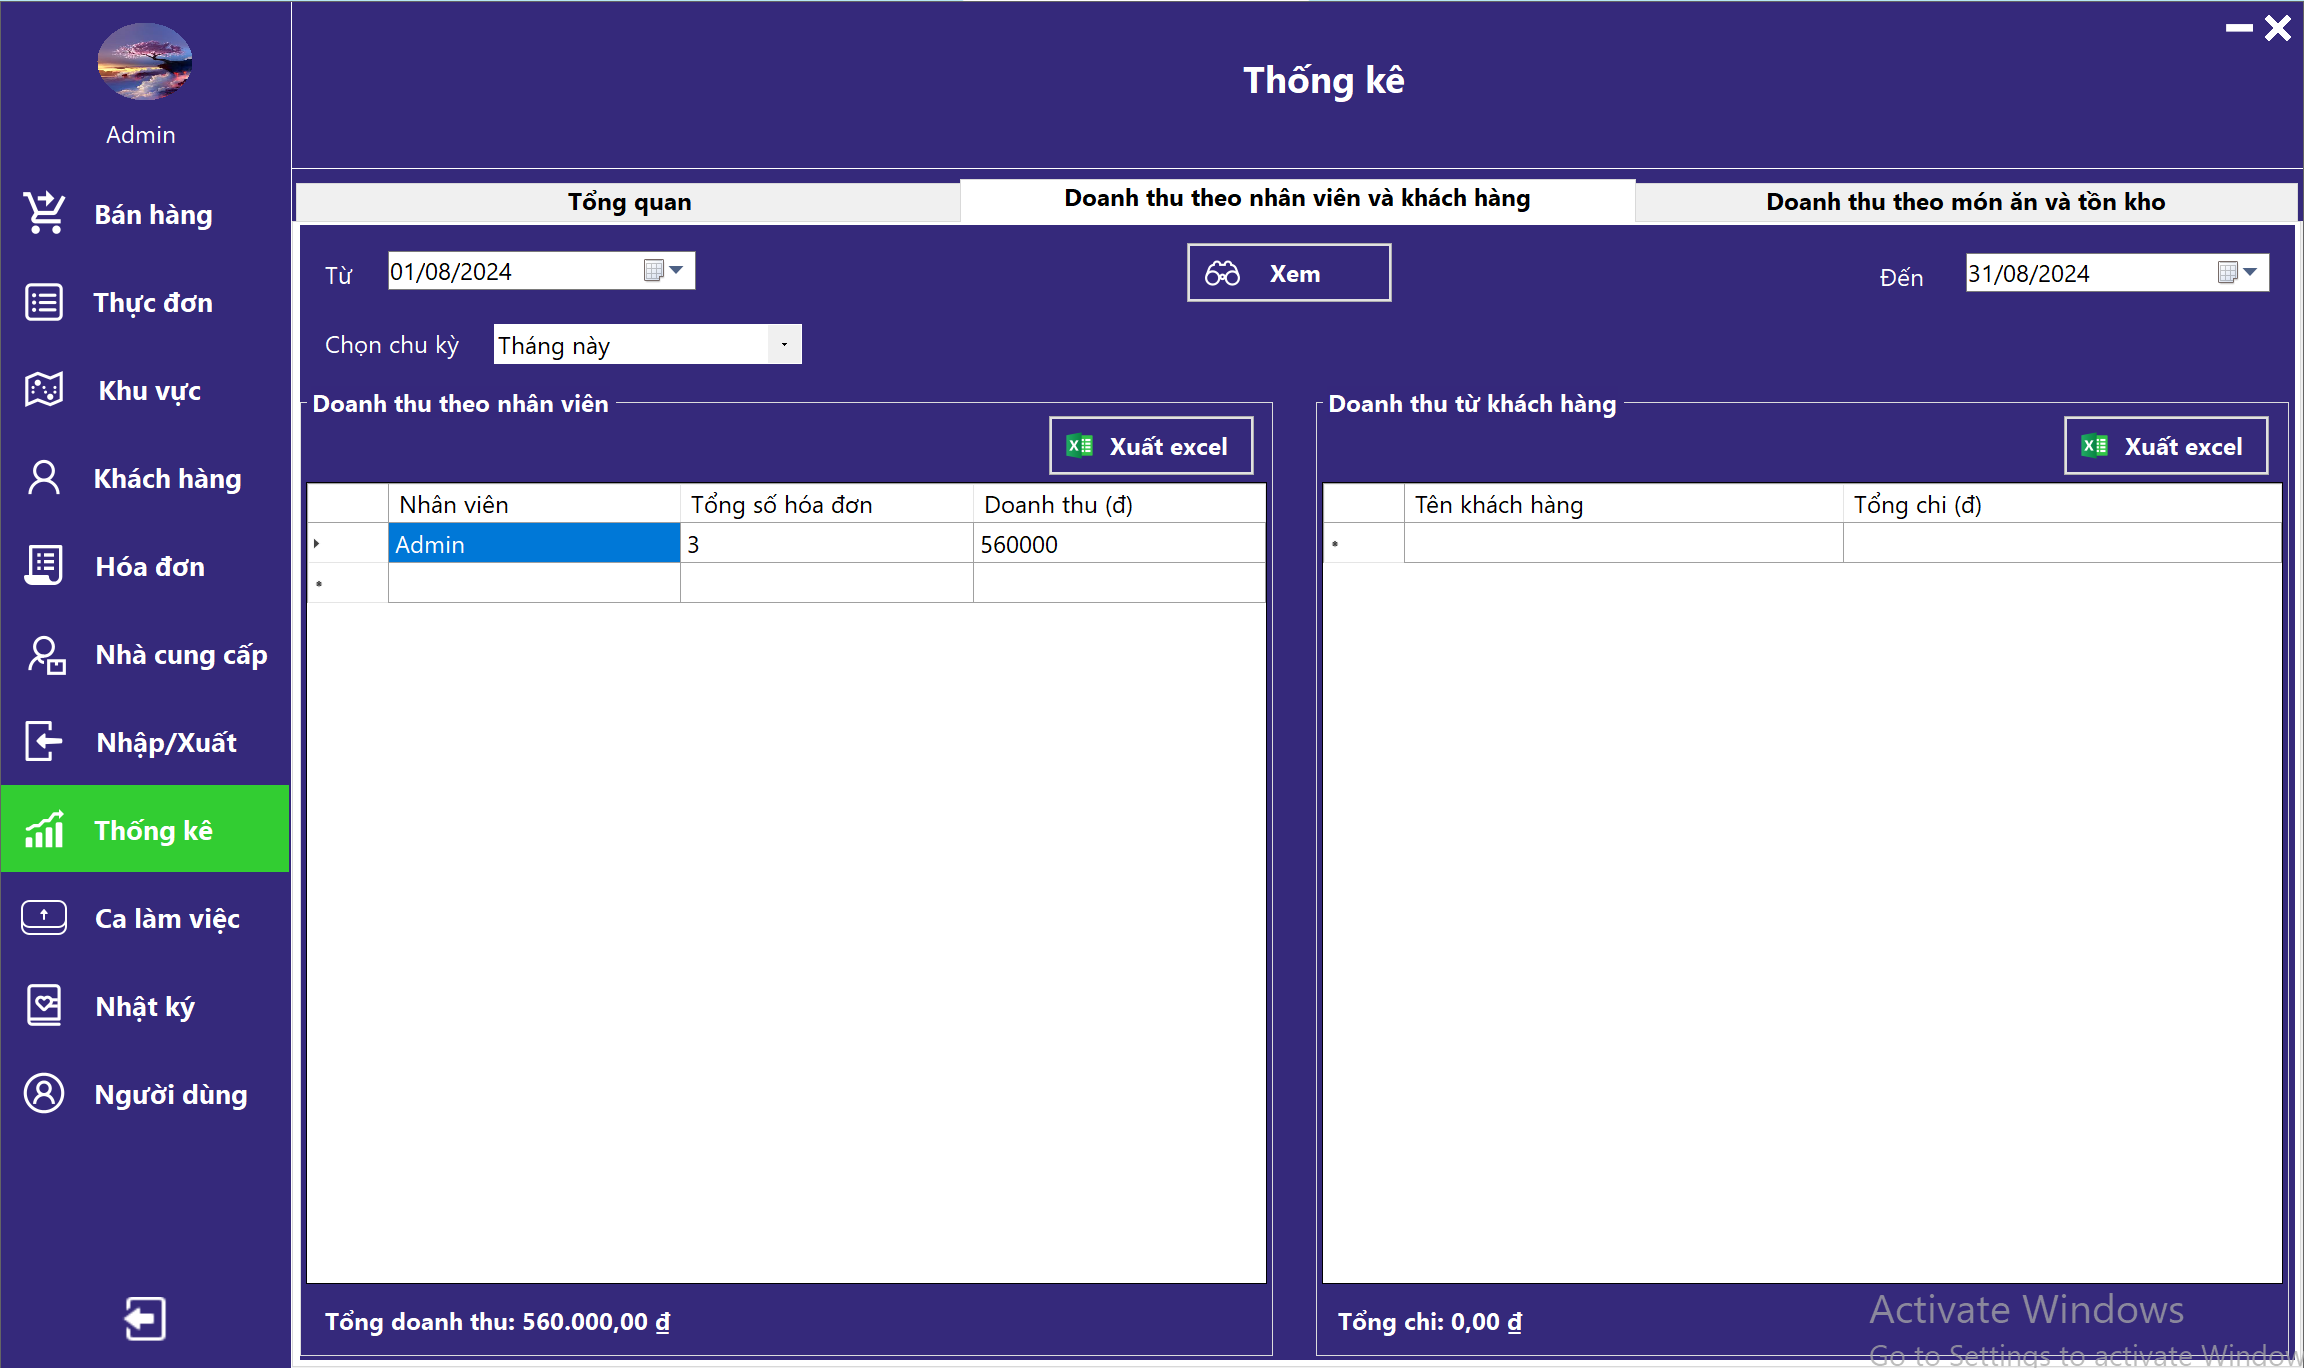 Admin
Bán hàng
Thực đơn
Khu vực
Khách hàng
Hóa đơn
Nhà cung cấp
Nhập/Xuất
Thống kê
Ca làm việc
Nhật ký
Người dùng
Thống kê
Tổng quan
Doanh thu theo nhân viên và khách hàng
Doanh thu theo món ăn và tồn kho
Từ
01/08/2024
Xem
Đến
31/08/2024
Chọn chu kỳ
Tháng này
Doanh thu theo nhân viên
Xuất excel
Nhân viên
Tổng số hóa đơn
Doanh thu (đ)
Admin
3
560000
Tổng doanh thu: 560.000,00 ₫
Doanh thu từ khách hàng
Xuất excel
Tên khách hàng
Tổng chi (đ)
Tổng chi: 0,00 ₫
Activate Windows
Go to Settings to activate Window